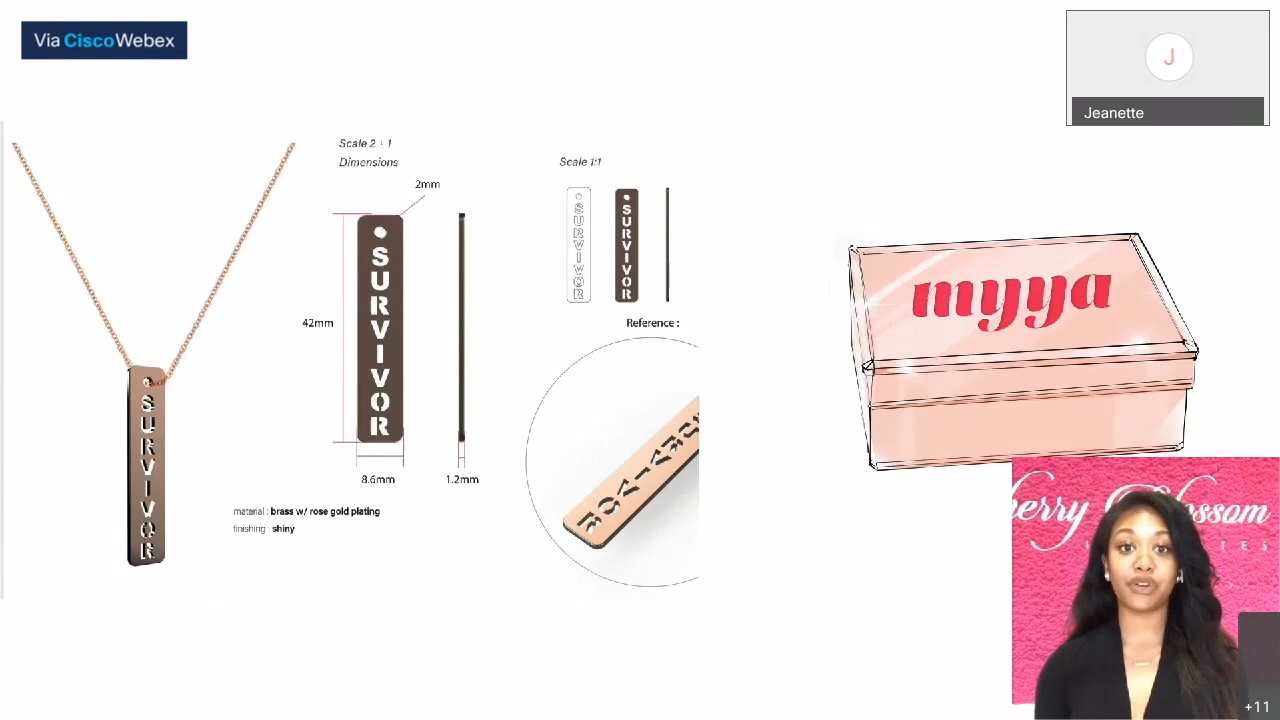 Via CiscoWebex
J
Jeanette
Scale 2 : 1
Dimensions
2mm
SURVIVOR
42mm
8.6mm
1.2mm
material : brass w/ rose gold plating
finishing : shiny
Scale 1:1
SURVIVOR
SURVIVOR
Reference :
SURVIVOR
SURVIVOR
myya
erry Blossom
+11